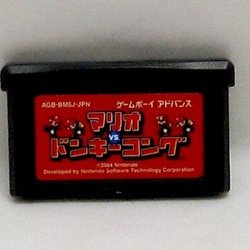 AGB-BM5J-JPN ゲームボーイ アドバンス
マリオ
VS
ドンキーコング
©2004 Nintendo
Developed by Nintendo Software Technology Corporation